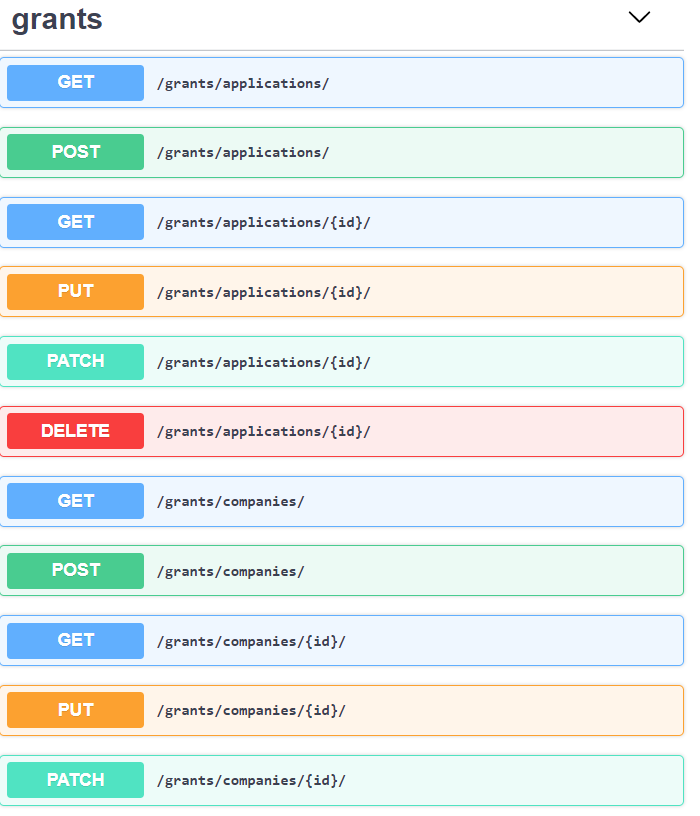 grants
GET /grants/applications/
POST /grants/applications/
GET /grants/applications/{id}/
PUT /grants/applications/{id}/
PATCH /grants/applications/{id}/
DELETE /grants/applications/{id}/
GET /grants/companies/
POST /grants/companies/
GET /grants/companies/{id}/
PUT /grants/companies/{id}/
PATCH /grants/companies/{id}/